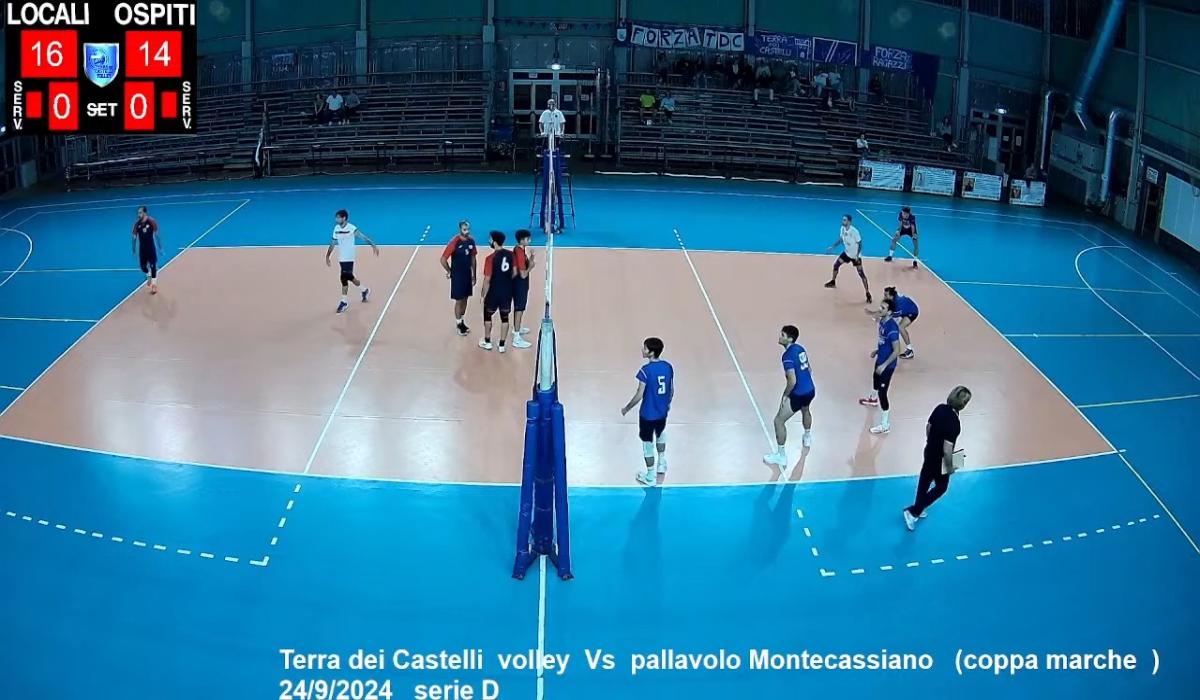 LOCALI OSPITI
16 14
SERV. 0 SET 0 SERV.
FORZA TDC
TERRA
CASTELLI
FORZA
RAGAZZI
6
5
Terra dei Castelli volley Vs pallavolo Montecassiano (coppa marche )
24/9/2024 serie D